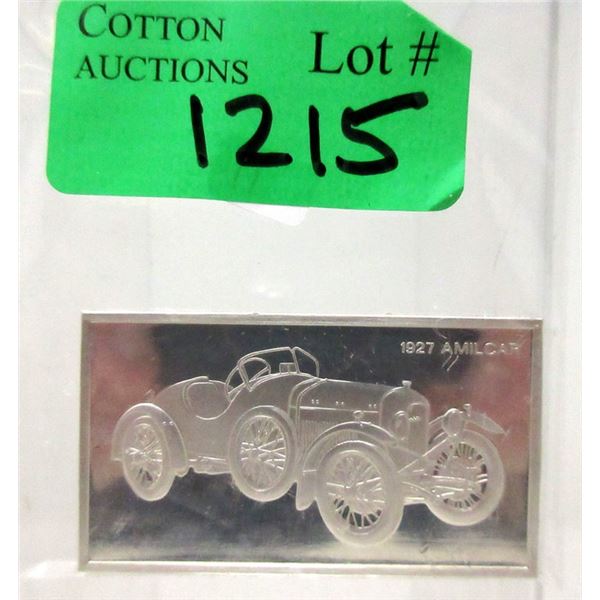 COTTON
AUCTIONS
Lot #
1215
1927 AMILCAR